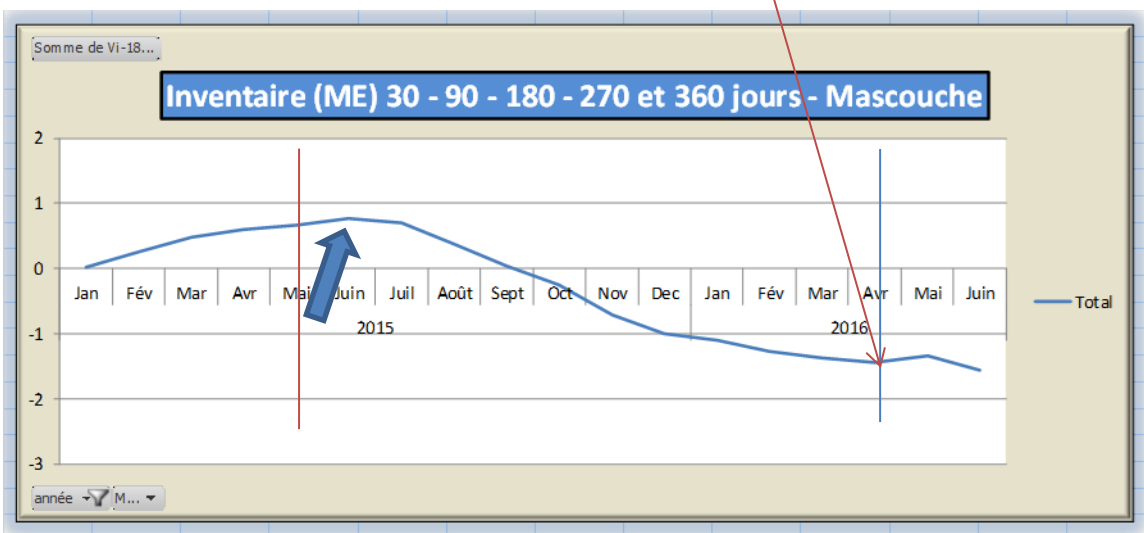 Somme de Vi-18...
Inventaire (ME) 30 - 90 - 180 - 270 et 360 jours - Mascouche
2
1
0
Jan Fév Mar Avr Mai Juin Juil Août Sept Oct Nov Dec Jan Fév Mar Avr Mai Juin
Total
2015 2016
-1
-2
-3
année M...